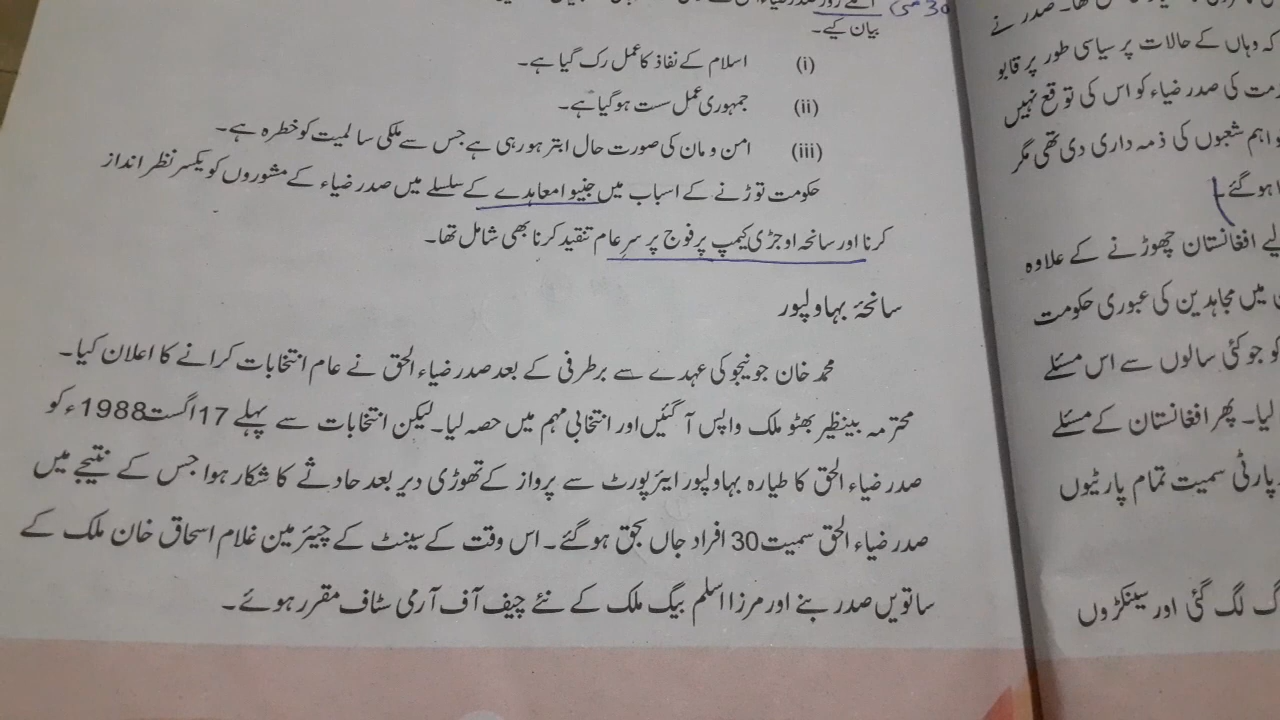 30 مئی
اگلے روز صدر ضیاء
بیان کیے۔
(i) اسلام کے نفاذ کا عمل رک گیا ہے۔
(ii) جمہوری عمل سست ہوگیا ہے۔
(iii) امن و مان کی صورت حال ابتر ہو رہی ہے جس سے ملکی سالمیت کو خطرہ ہے۔
حکومت توڑنے کے اسباب میں جنیوا معاہدے کے سلسلے میں صدر ضیاء کے مشوروں کو یکسر نظر انداز
کرنا اور سانحہ اوجڑی کیمپ پر فوج پر سرِ عام تنقید کرنا بھی شامل تھا۔
سانحۂ بہاولپور
محمد خان جونیجو کی عہدے سے برطرفی کے بعد صدر ضیاء الحق نے عام انتخابات کرانے کا اعلان کیا۔
محترمہ بینظیر بھٹو ملک واپس آگئیں اور انتخابی مہم میں حصہ لیا۔ لیکن انتخابات سے پہلے 17 اگست 1988ء کو
صدر ضیاء الحق کا طیارہ بہاولپور ایئرپورٹ سے پرواز کے تھوڑی دیر بعد حادثے کا شکار ہوا جس کے نتیجے میں
صدر ضیاء الحق سمیت 30 افراد جاں بحق ہوگئے۔ اس وقت کے سینٹ کے چیئرمین غلام اسحاق خان ملک کے
ساتویں صدر بنے اور مرزا اسلم بیگ ملک کے نئے چیف آف آرمی سٹاف مقرر ہوئے۔
صدر نے
کہ وہاں کے حالات پر سیاسی طور پر قابو
کی صدر ضیاء کو اس کی توقع نہیں
اہم شعبوں کی ذمہ داری دی تھی مگر
ہوگئے۔
افغانستان چھوڑنے کے علاوہ
میں مجاہدین کی عبوری حکومت
کو جو کئی سالوں سے اس مسئلے
لیا۔ پھر افغانستان کے مسئلے
پارٹی سمیت تمام پارٹیوں
لگ گئی اور سینکڑوں